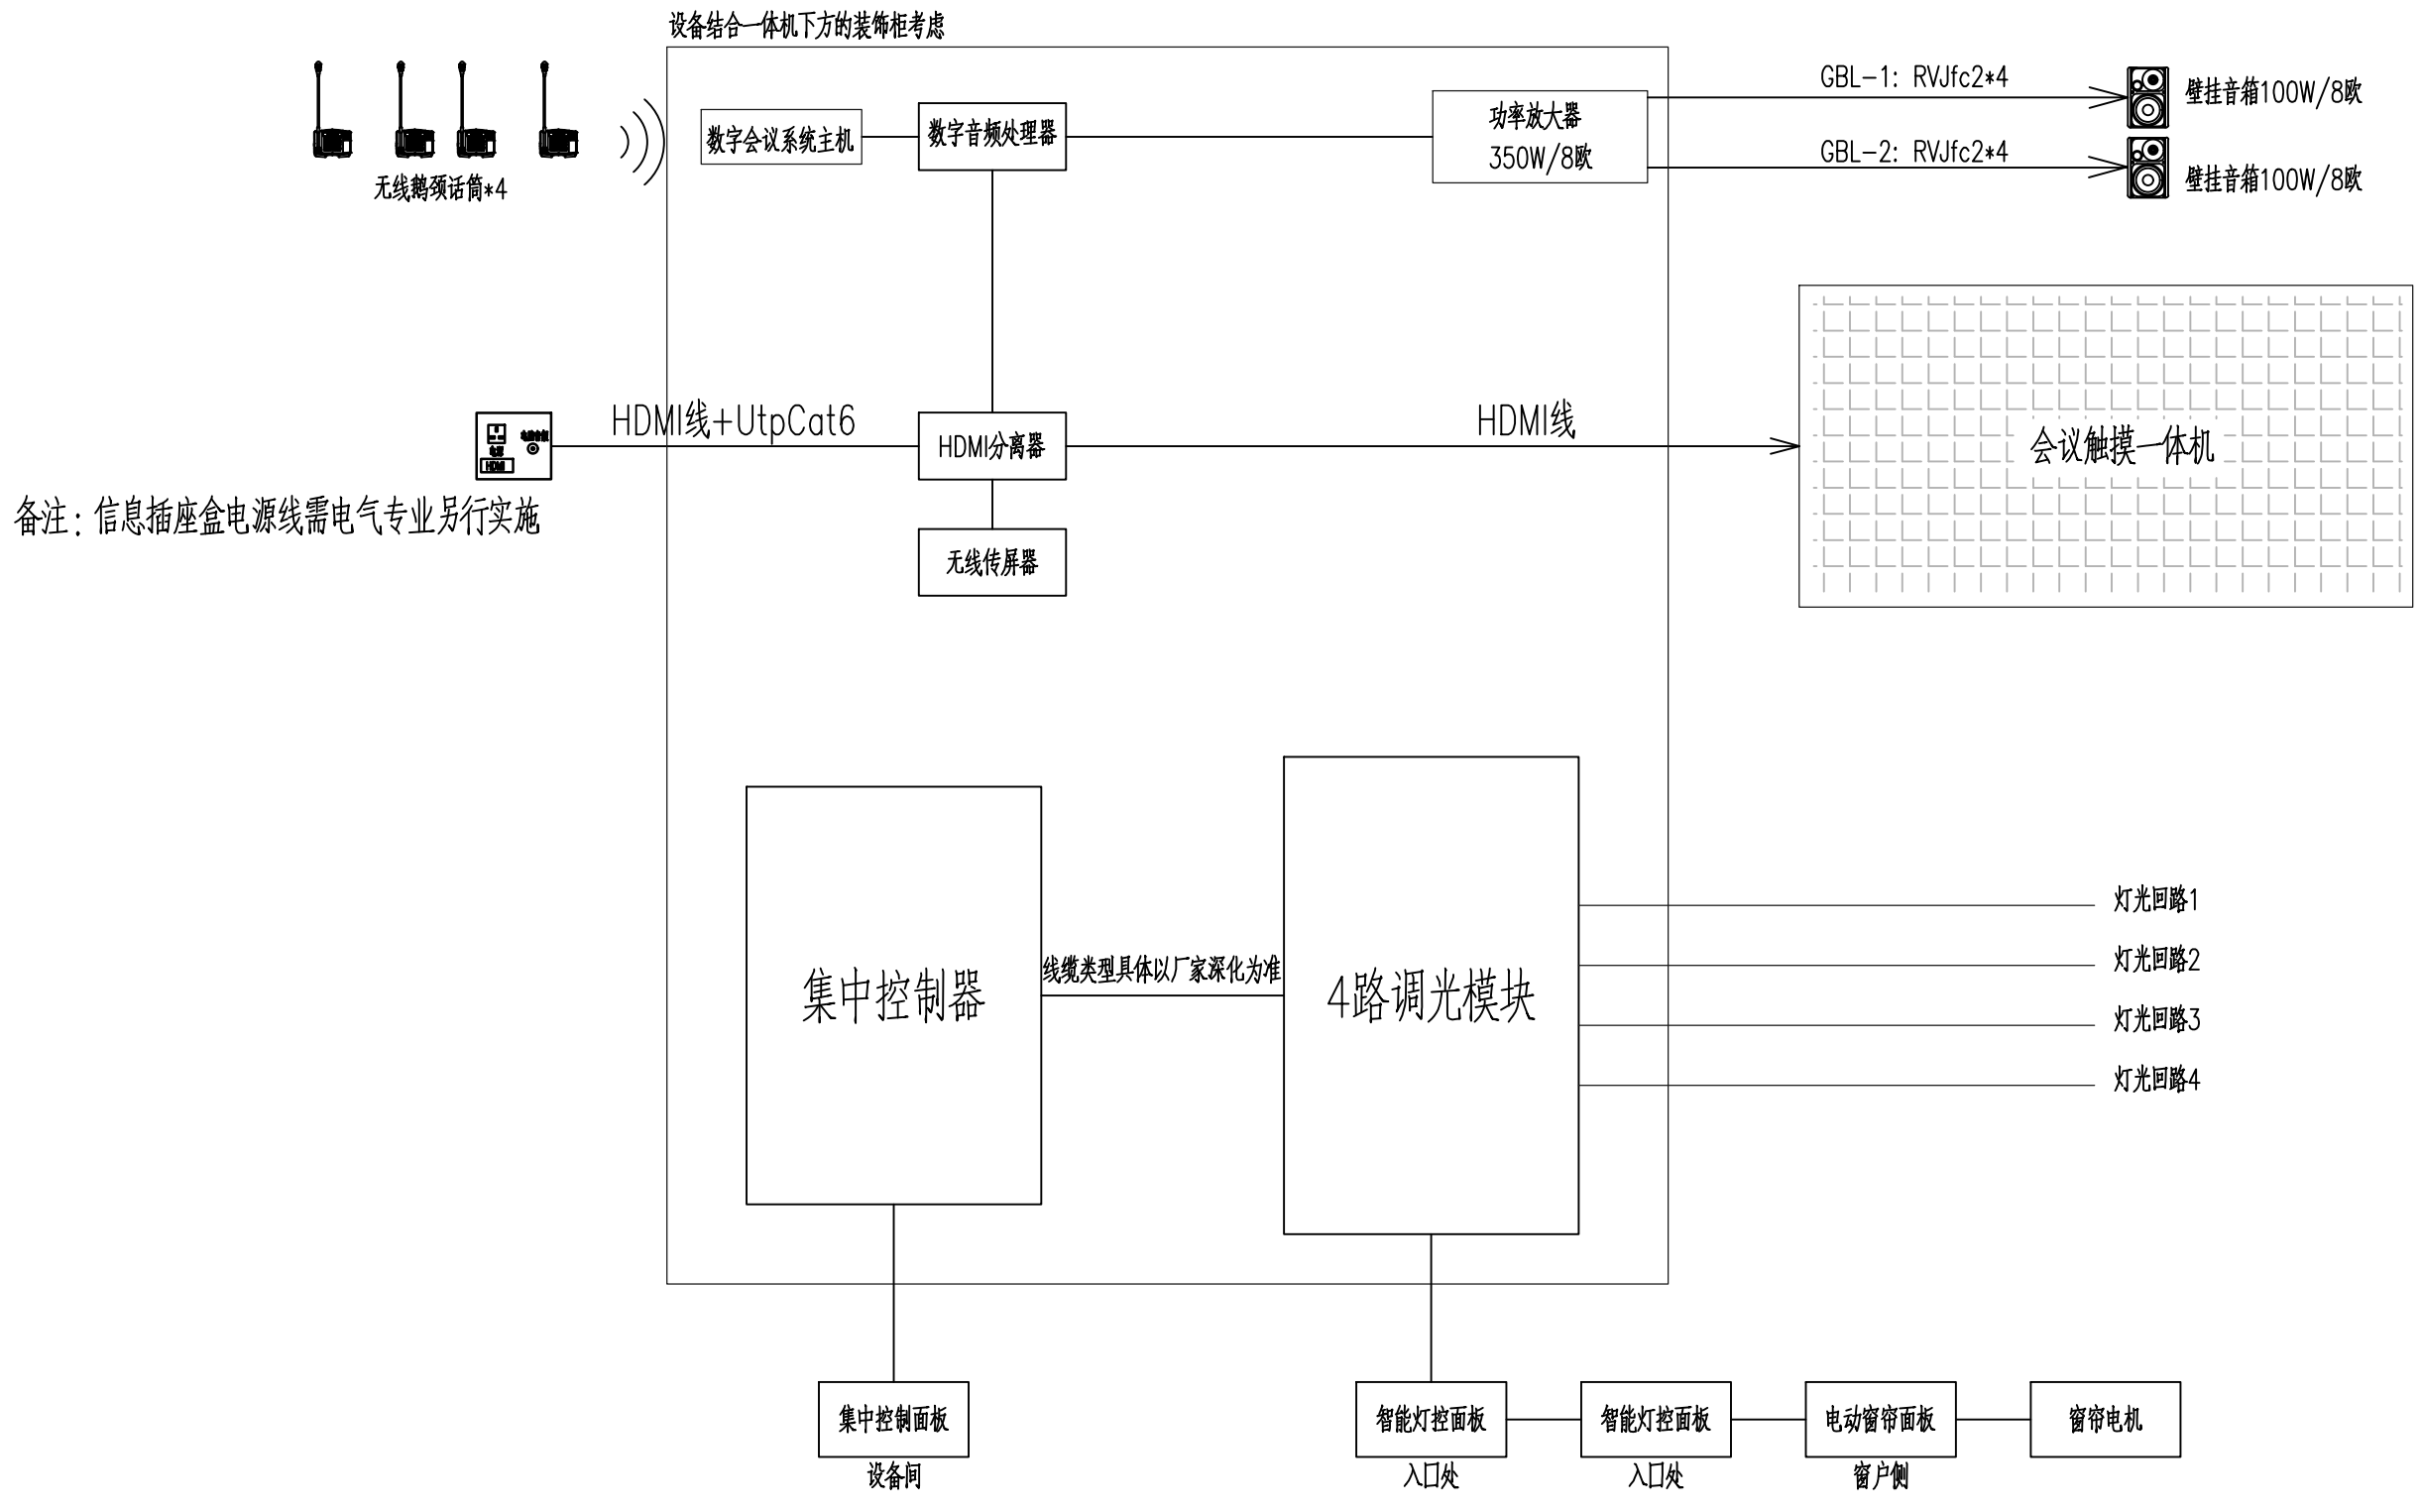 设备结合一体机下方的装饰柜考虑
无线鹅颈话筒*4
数字会议系统主机
数字音频处理器
功率放大器
350W/8欧
GBL-1: RVJfc2*4
GBL-2: RVJfc2*4
壁挂音箱100W/8欧
壁挂音箱100W/8欧
HDMI
备注：信息插座盒电源线需电气专业另行实施
HDMI线+UtpCat6
HDMI分离器
HDMI线
会议触摸一体机
无线传屏器
集中控制器
线缆类型具体以厂家深化为准
4路调光模块
灯光回路1
灯光回路2
灯光回路3
灯光回路4
集中控制面板
设备间
智能灯控面板
入口处
智能灯控面板
入口处
电动窗帘面板
窗户侧
窗帘电机